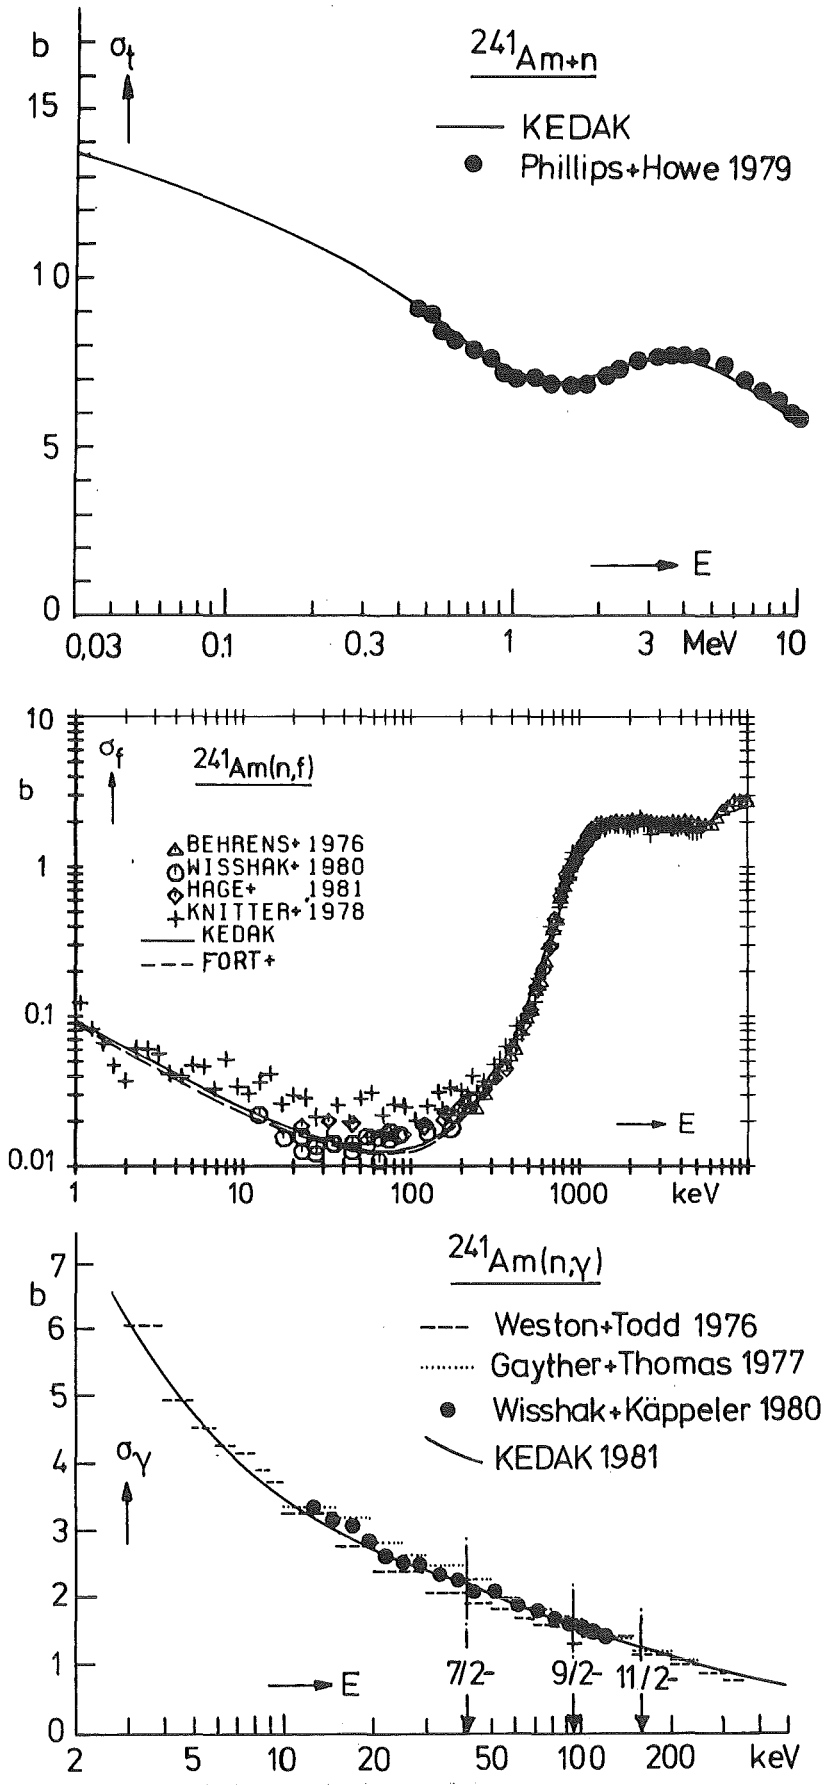 b σt
241Am+n
15
KEDAK
Phillips+Howe 1979
10
5
E
0
0,03 0.1 0.3 1 3 MeV 10
10
σf
241Am(n,f)
b
BEHRENS+ 1976
1
WISSHAK+ 1980
HAGE+ 1981
KNITTER+ 1978
KEDAK
FORT+
0.1
E
0.01
1 10 100 1000 keV
241Am(n,γ)
7
b
6
Weston+Todd 1976
Gayther+Thomas 1977
5
Wisshak+Käppeler 1980
σγ
KEDAK 1981
4
3
2
1
7/2- 9/2- 11/2-
E
0
2 5 10 20 50 100 200 keV